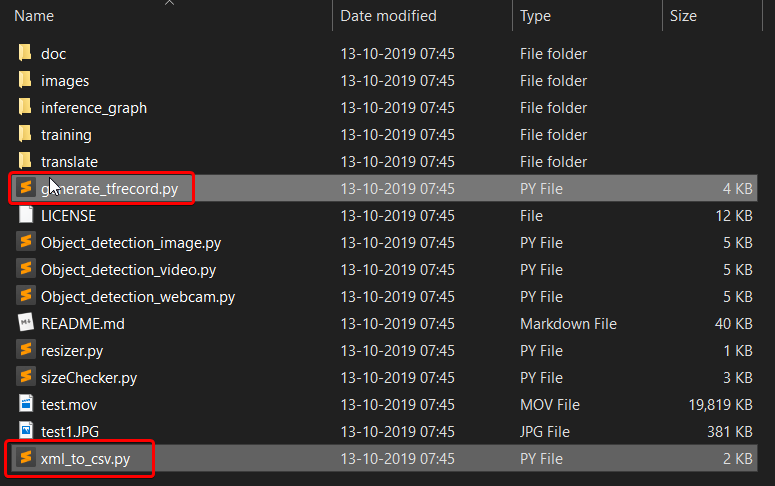 Name Date modified Type Size
doc 13-10-2019 07:45 File folder
images 13-10-2019 07:45 File folder
inference_graph 13-10-2019 07:45 File folder
training 13-10-2019 07:45 File folder
translate 13-10-2019 07:45 File folder
generate_tfrecord.py 13-10-2019 07:45 PY File 4 KB
LICENSE 13-10-2019 07:45 File 12 KB
Object_detection_image.py 13-10-2019 07:45 PY File 5 KB
Object_detection_video.py 13-10-2019 07:45 PY File 5 KB
Object_detection_webcam.py 13-10-2019 07:45 PY File 5 KB
README.md 13-10-2019 07:45 Markdown File 40 KB
resizer.py 13-10-2019 07:45 PY File 1 KB
sizeChecker.py 13-10-2019 07:45 PY File 3 KB
test.mov 13-10-2019 07:45 MOV File 19,819 KB
test1.JPG 13-10-2019 07:45 JPG File 381 KB
xml_to_csv.py 13-10-2019 07:45 PY File 2 KB